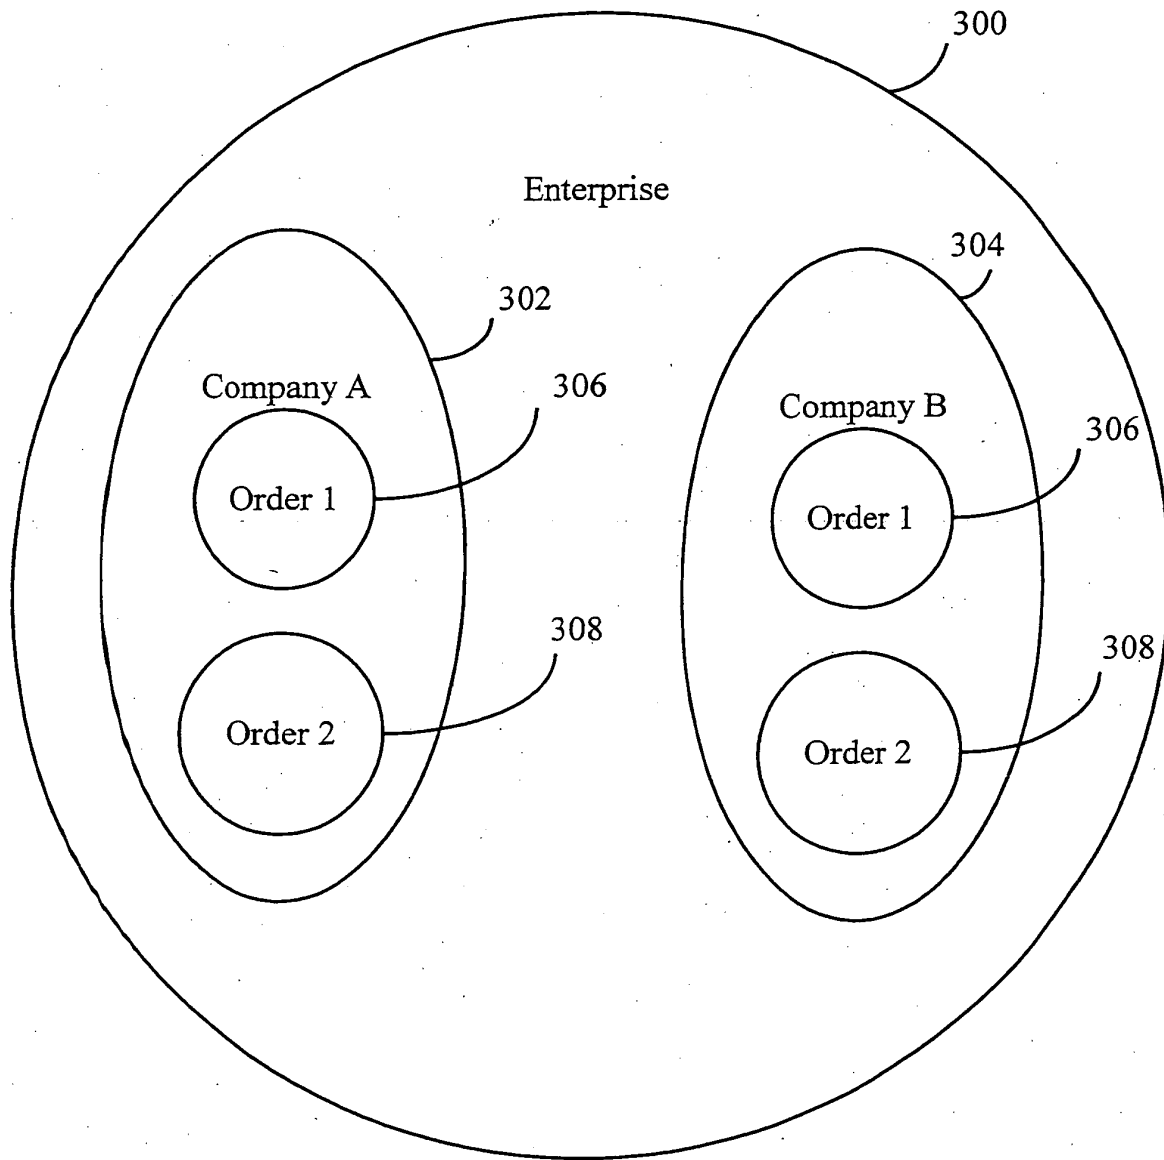 300
Enterprise
304
302
Company A
306
Company B
306
Order 1
Order 1
308
308
Order 2
Order 2